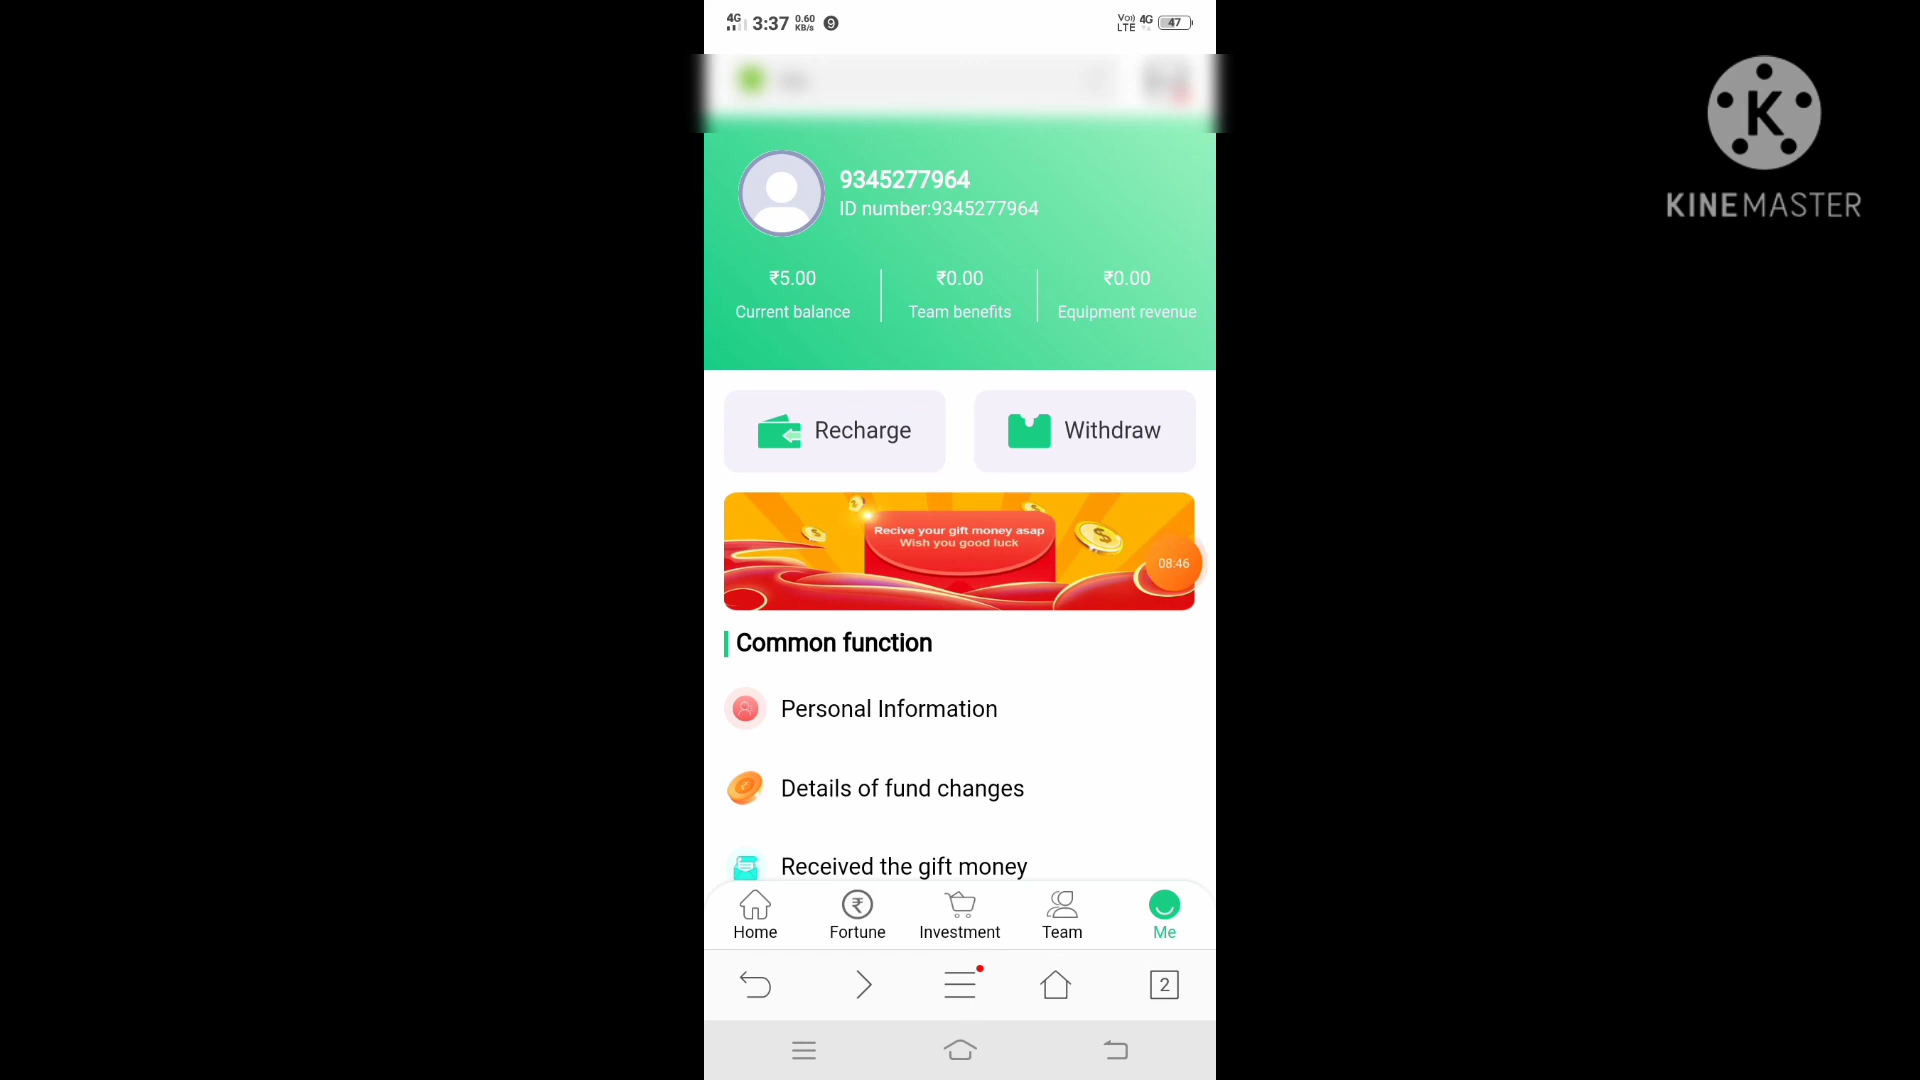 4G 3:37 0.60 KB/s 9 VoLTE 4G 47
K
KINEMASTER
9345277964
ID number:9345277964
₹5.00 ₹0.00 ₹0.00
Current balance Team benefits Equipment revenue
Recharge Withdraw
Recive your gift money asap
Wish you good luck
08:46
Common function
Personal Information
Details of fund changes
Received the gift money
Home Fortune Investment Team Me
2